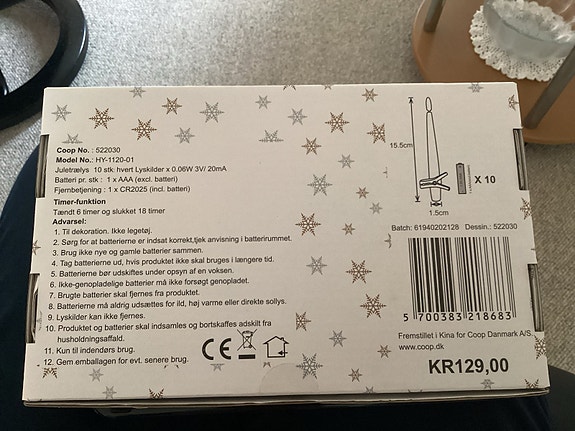 Coop No. : 522030
Model No.: HY-1120-01
Juletrælys 10 stk hvert Lyskilder x 0.06W 3V/ 20mA
Batteri pr. stk : 1 x AAA (excl. batteri)
Fjernbetjening : 1 x CR2025 (incl. batteri)
Timer-funktion
Tændt 6 timer og slukket 18 timer
Advarsel:
1. Til dekoration. Ikke legetøj.
2. Sørg for at batterierne er indsat korrekt,tjek anvisning i batterirummet.
3. Brug ikke nye og gamle batterier sammen.
4. Tag batterierne ud, hvis produktet ikke skal bruges i længere tid.
5. Batterierne bør udskiftes under opsyn af en voksen.
6. Ikke-genopladelige batterier må ikke forsøgt genopladet.
7. Brugte batterier skal fjernes fra produktet.
8. Batterierne må aldrig udsættes for ild, høj varme eller direkte sollys.
9. Lyskilder kan ikke fjernes.
10. Produktet og batterier skal indsamles og bortskaffes adskilt fra
husholdningsaffald.
11. Kun til indendørs brug.
12. Gem emballagen for evt. senere brug.
CE
15.5cm
X 10
1.5cm
Batch: 61940202128 Dessin.: 522030
5 700383 218683
Fremstillet i Kina for Coop Danmark A/S
www.coop.dk
KR129,00